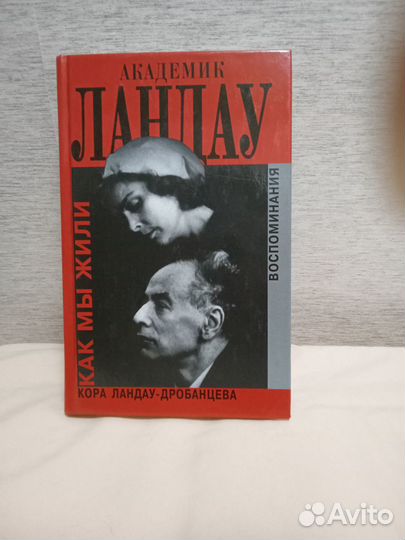 АКАДЕМИК
ЛАНДАУ
КАК МЫ ЖИЛИ
ВОСПОМИНАНИЯ
КОРА ЛАНДАУ-ДРОБАНЦЕВА
Avito